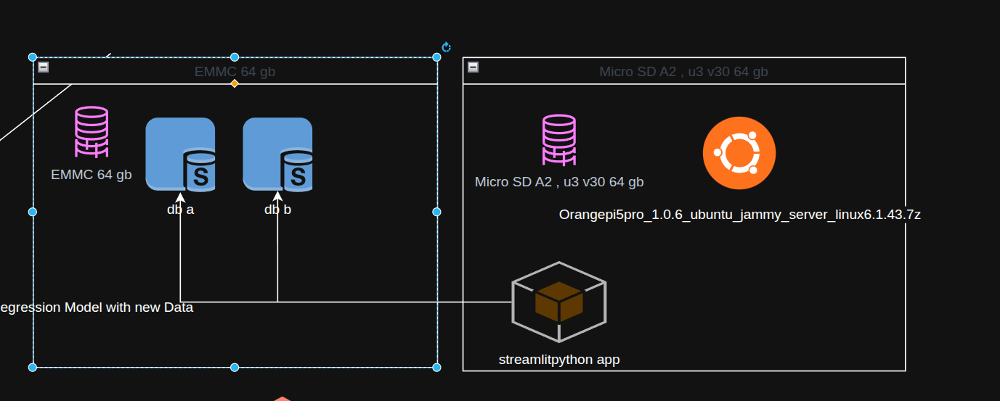 EMMC 64 gb
Micro SD A2 , u3 v30 64 gb
EMMC 64 gb
S
S
Micro SD A2 , u3 v30 64 gb
db a
db b
Orangepi5pro_1.0.6_ubuntu_jammy_server_linux6.1.43.7z
egression Model with new Data
streamlitpython app